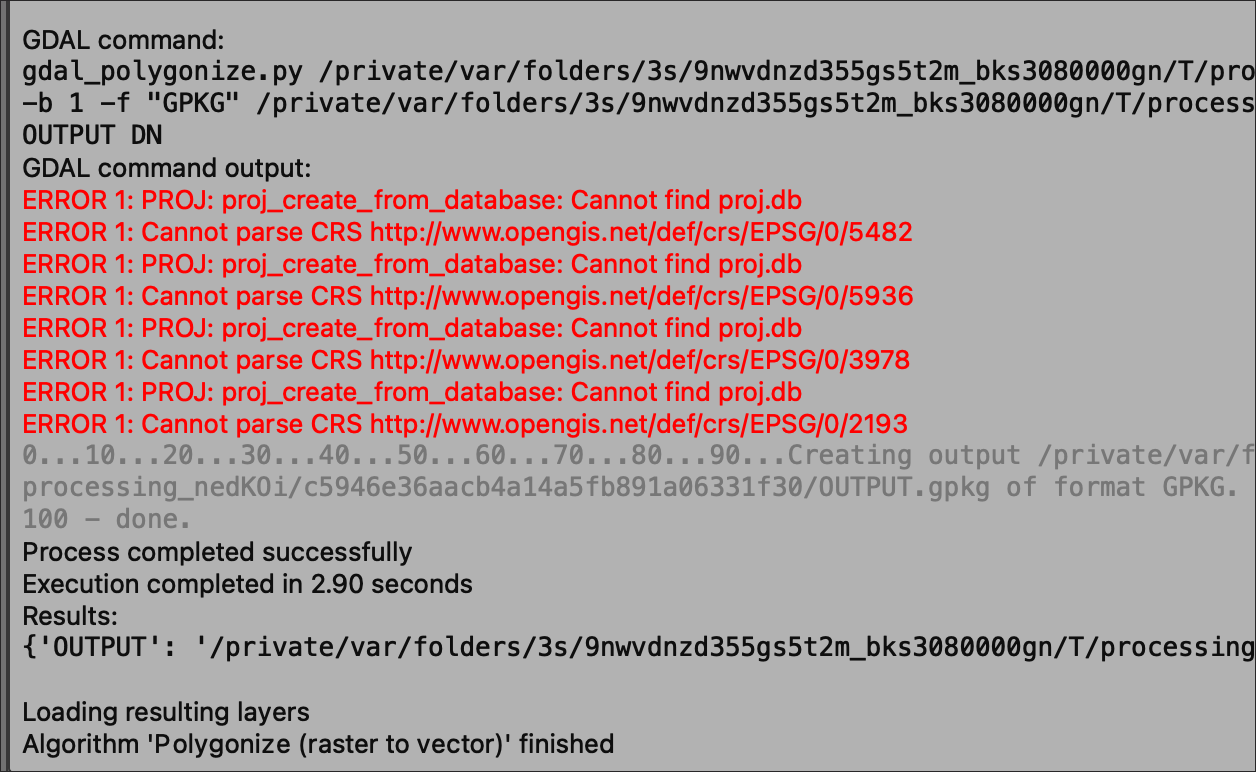 GDAL command:
gdal_polygonize.py /private/var/folders/3s/9nwvdnzd355gs5t2m_bks3080000gn/T/pro
-b 1 -f "GPKG" /private/var/folders/3s/9nwvdnzd355gs5t2m_bks3080000gn/T/process
OUTPUT DN
GDAL command output:
ERROR 1: PROJ: proj_create_from_database: Cannot find proj.db
ERROR 1: Cannot parse CRS http://www.opengis.net/def/crs/EPSG/0/5482
ERROR 1: PROJ: proj_create_from_database: Cannot find proj.db
ERROR 1: Cannot parse CRS http://www.opengis.net/def/crs/EPSG/0/5936
ERROR 1: PROJ: proj_create_from_database: Cannot find proj.db
ERROR 1: Cannot parse CRS http://www.opengis.net/def/crs/EPSG/0/3978
ERROR 1: PROJ: proj_create_from_database: Cannot find proj.db
ERROR 1: Cannot parse CRS http://www.opengis.net/def/crs/EPSG/0/2193
0...10...20...30...40...50...60...70...80...90...Creating output /private/var/f
processing_nedKOi/c5946e36aacb4a14a5fb891a06331f30/OUTPUT.gpkg of format GPKG.
100 - done.
Process completed successfully
Execution completed in 2.90 seconds
Results:
{'OUTPUT': '/private/var/folders/3s/9nwvdnzd355gs5t2m_bks3080000gn/T/processing
Loading resulting layers
Algorithm 'Polygonize (raster to vector)' finished